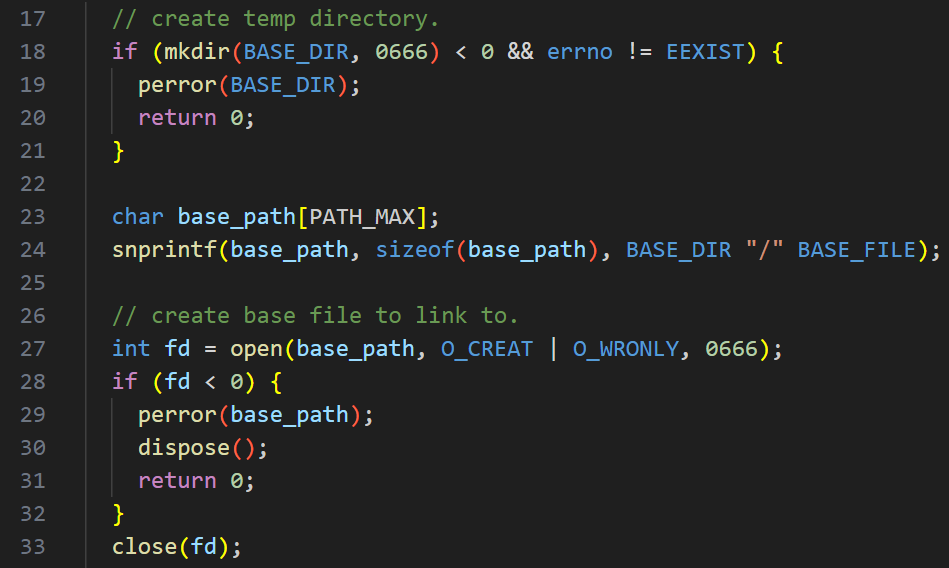 17 // create temp directory.
18 if (mkdir(BASE_DIR, 0666) < 0 && errno != EEXIST) {
19 perror(BASE_DIR);
20 return 0;
21 }
22
23 char base_path[PATH_MAX];
24 snprintf(base_path, sizeof(base_path), BASE_DIR "/" BASE_FILE);
25
26 // create base file to link to.
27 int fd = open(base_path, O_CREAT | O_WRONLY, 0666);
28 if (fd < 0) {
29 perror(base_path);
30 dispose();
31 return 0;
32 }
33 close(fd);